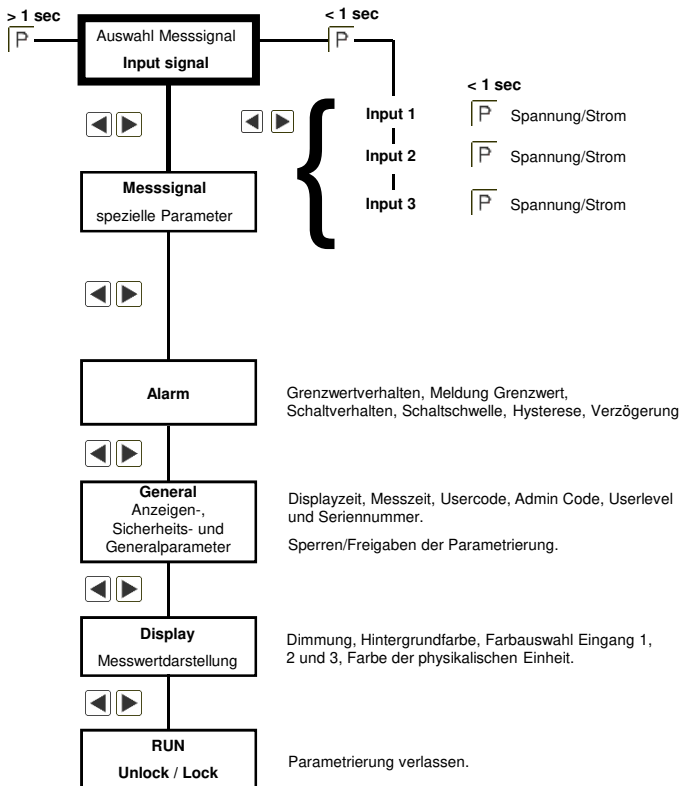 > 1 sec
< 1 sec
P
Auswahl Messsignal
P
Input signal
< 1 sec
Input 1
P
Spannung/Strom
Input 2
P
Spannung/Strom
Messsignal
spezielle Parameter
Input 3
P
Spannung/Strom
Alarm
Grenzwertverhalten, Meldung Grenzwert,
Schaltverhalten, Schaltschwelle, Hysterese, Verzögerung
General
Anzeigen-,
Sicherheits- und
Generalparameter
Displayzeit, Messzeit, Usercode, Admin Code, Userlevel
und Seriennummer.
Sperren/Freigaben der Parametrierung.
Display
Messwertdarstellung
Dimmung, Hintergrundfarbe, Farbauswahl Eingang 1,
2 und 3, Farbe der physikalischen Einheit.
RUN
Unlock / Lock
Parametrierung verlassen.